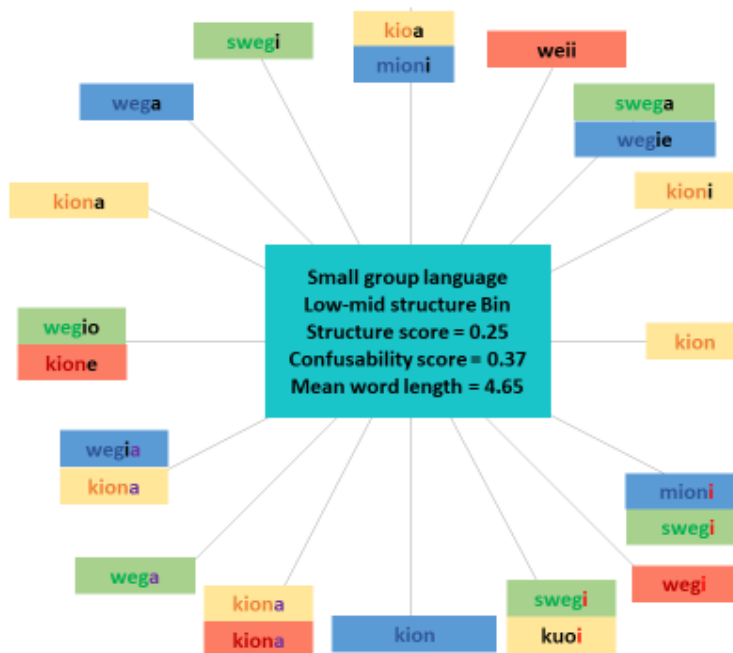 kioa
swegi
mioni
weii
wega
swega
wegie
kiona
kioni
Small group language
Low-mid structure Bin
Structure score = 0.25
Confusability score = 0.37
Mean word length = 4.65
wegio
kione
kion
wegia
kiona
mioni
swegi
wega
wegi
kiona
kiona
kion
swegi
kuoi